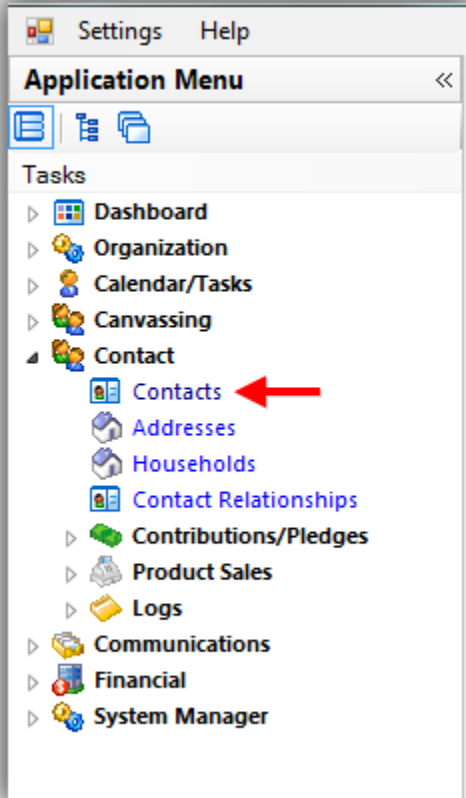 Settings Help
Application Menu
Tasks
Dashboard
Organization
Calendar/Tasks
Canvassing
Contact
Contacts
Addresses
Households
Contact Relationships
Contributions/Pledges
Product Sales
Logs
Communications
Financial
System Manager